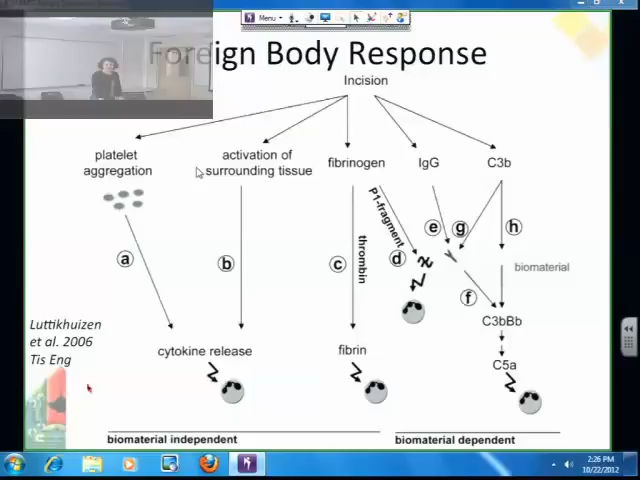 Menu
Foreign Body Response
Incision
platelet
aggregation
activation of
surrounding tissue
fibrinogen
IgG
C3b
P1-fragment
thrombin
a
b
c
d
e
g
h
f
biomaterial
C3bBb
C5a
Luttikhuizen
et al. 2006
Tis Eng
cytokine release
fibrin
biomaterial independent
biomaterial dependent
2:26 PM
10/22/2012